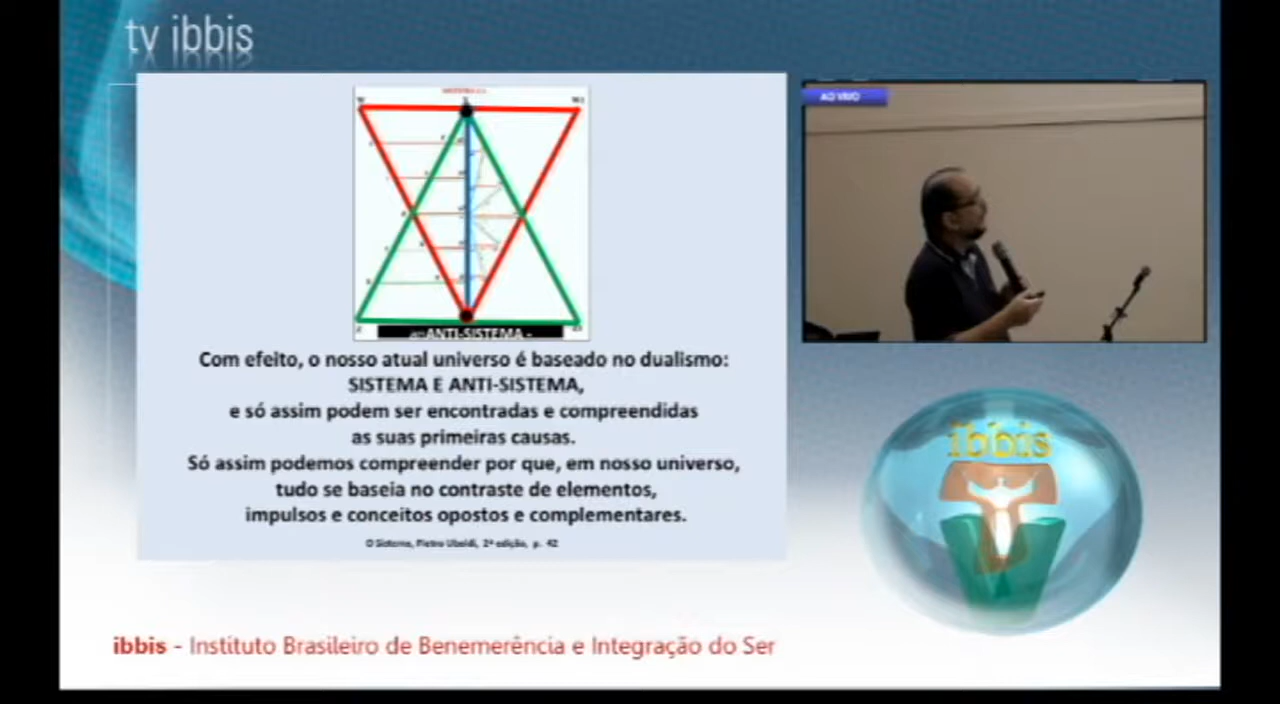 tv ibbis
AO VIVO
ANTI-SISTEMA -
Com efeito, o nosso atual universo é baseado no dualismo:
SISTEMA E ANTI-SISTEMA,
e só assim podem ser encontradas e compreendidas
as suas primeiras causas.
Só assim podemos compreender por que, em nosso universo,
tudo se baseia no contraste de elementos,
impulsos e conceitos opostos e complementares.
O Sistema, Pietro Ubaldi, 2ª edição, p. 42
ibbis
ibbis - Instituto Brasileiro de Benemerência e Integração do Ser